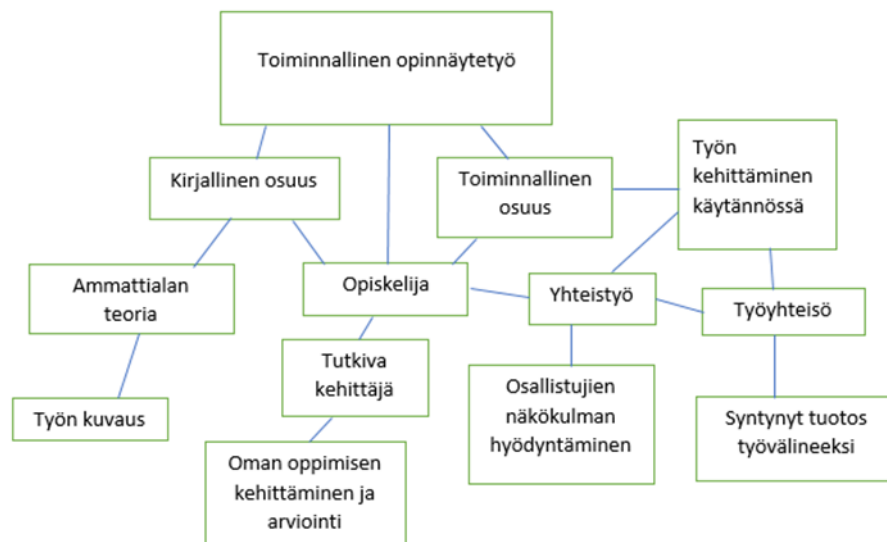 Toiminnallinen opinnäytetyö
Kirjallinen osuus
Toiminnallinen
osuus
Työn
kehittäminen
käytännössä
Ammattialan
teoria
Opiskelija
Yhteistyö
Työyhteisö
Työn kuvaus
Tutkiva
kehittäjä
Osallistujien
näkökulman
hyödyntäminen
Syntynyt tuotos
työvälineeksi
Oman oppimisen
kehittäminen ja
arviointi